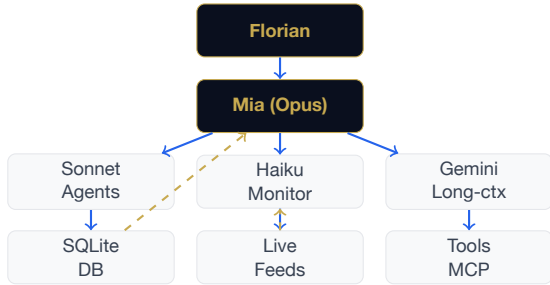 Florian
Mia (Opus)
Sonnet
Agents
Haiku
Monitor
Gemini
Long-ctx
SQLite
DB
Live
Feeds
Tools
MCP